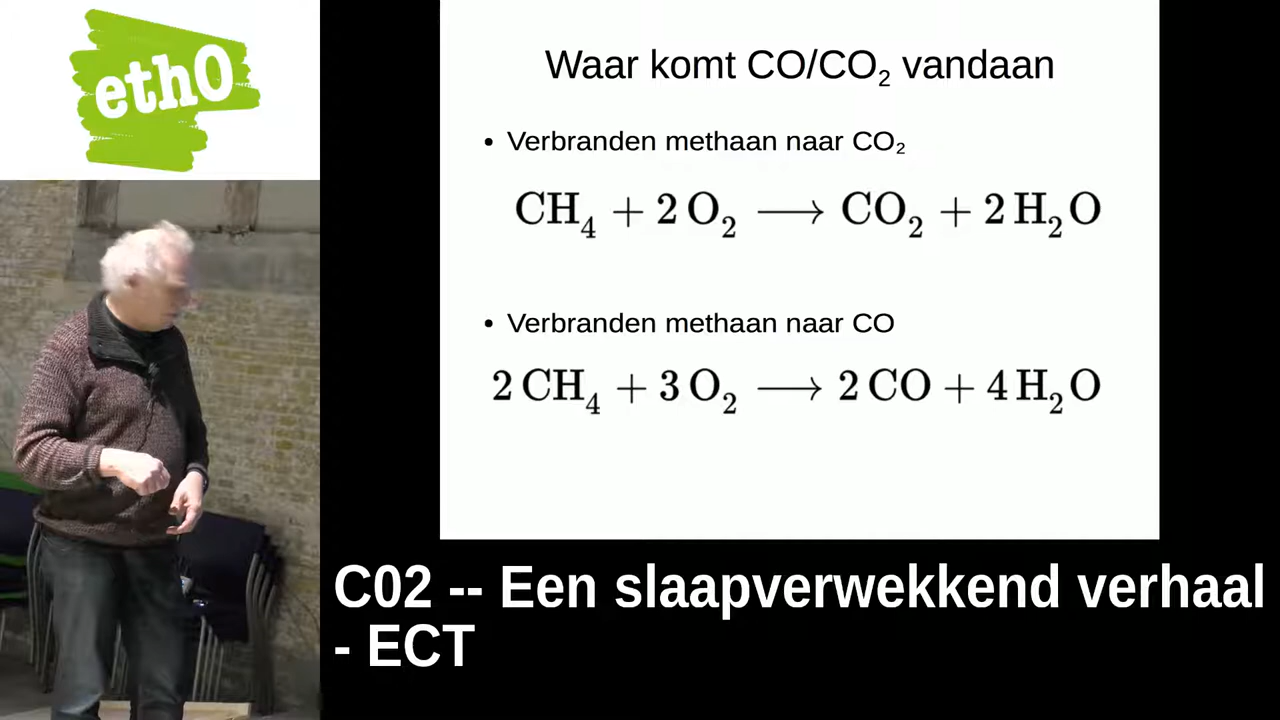 eth0
Waar komt CO/CO₂ vandaan
• Verbranden methaan naar CO₂
CH₄ + 2 O₂ ⟶ CO₂ + 2 H₂O
• Verbranden methaan naar CO
2 CH₄ + 3 O₂ ⟶ 2 CO + 4 H₂O
C02 -- Een slaapverwekkend verhaal
- ECT